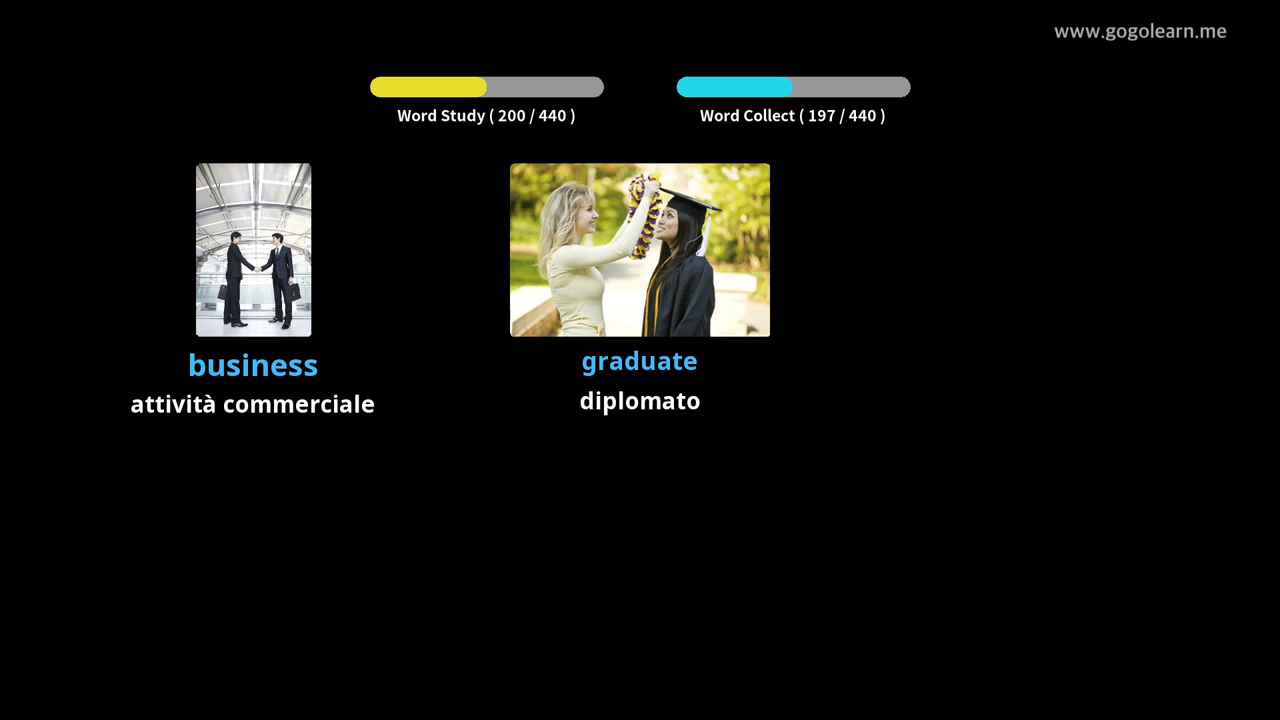 www.gogolearn.me
Word Study ( 200 / 440 )
Word Collect ( 197 / 440 )
business
attività commerciale
graduate
diplomato